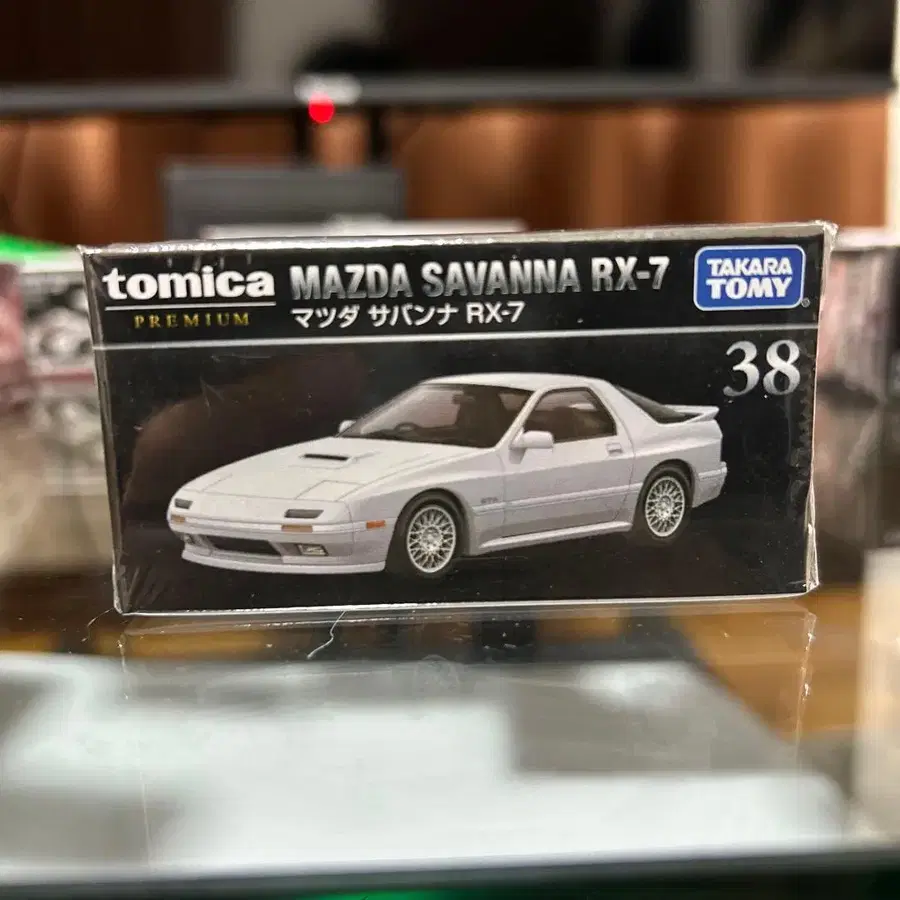 tomica
PREMIUM
MAZDA SAVANNA RX-7
マツダ サバンナ RX-7
TAKARA
TOMY
38